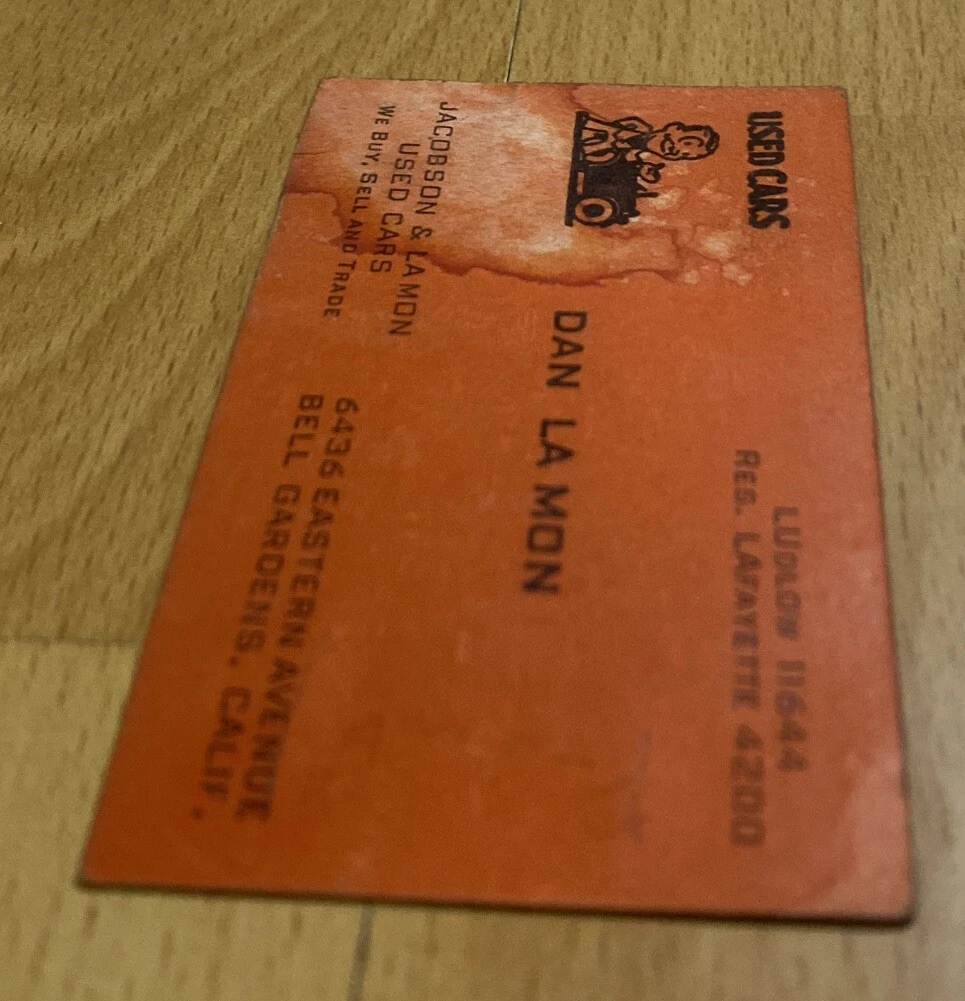 USED CARS
LUDLOW 11644
RES. LAFAYETTE 4200
DAN LA MON
JACOBSON & LA MON
USED CARS
WE BUY, SELL AND TRADE
6436 EASTERN AVENUE
BELL GARDENS, CALIF.